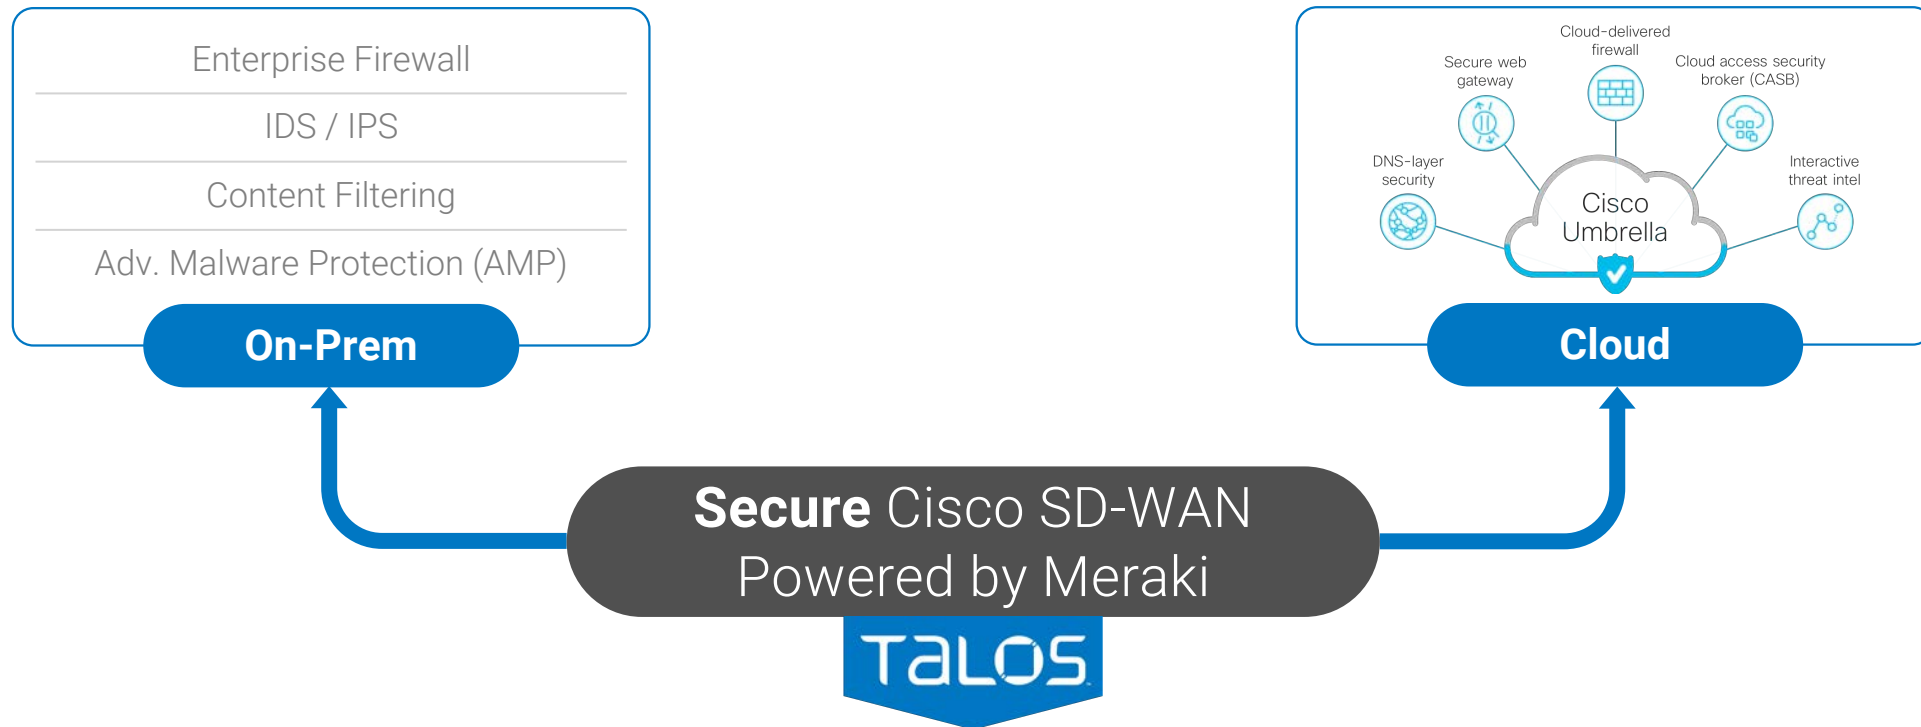 Enterprise Firewall
IDS / IPS
Content Filtering
Adv. Malware Protection (AMP)
On-Prem
Cloud-delivered
firewall
Secure web
gateway
Cloud access security
broker (CASB)
DNS-layer
security
Interactive
threat intel
Cisco
Umbrella
Cloud
Secure Cisco SD-WAN
Powered by Meraki
TALOS